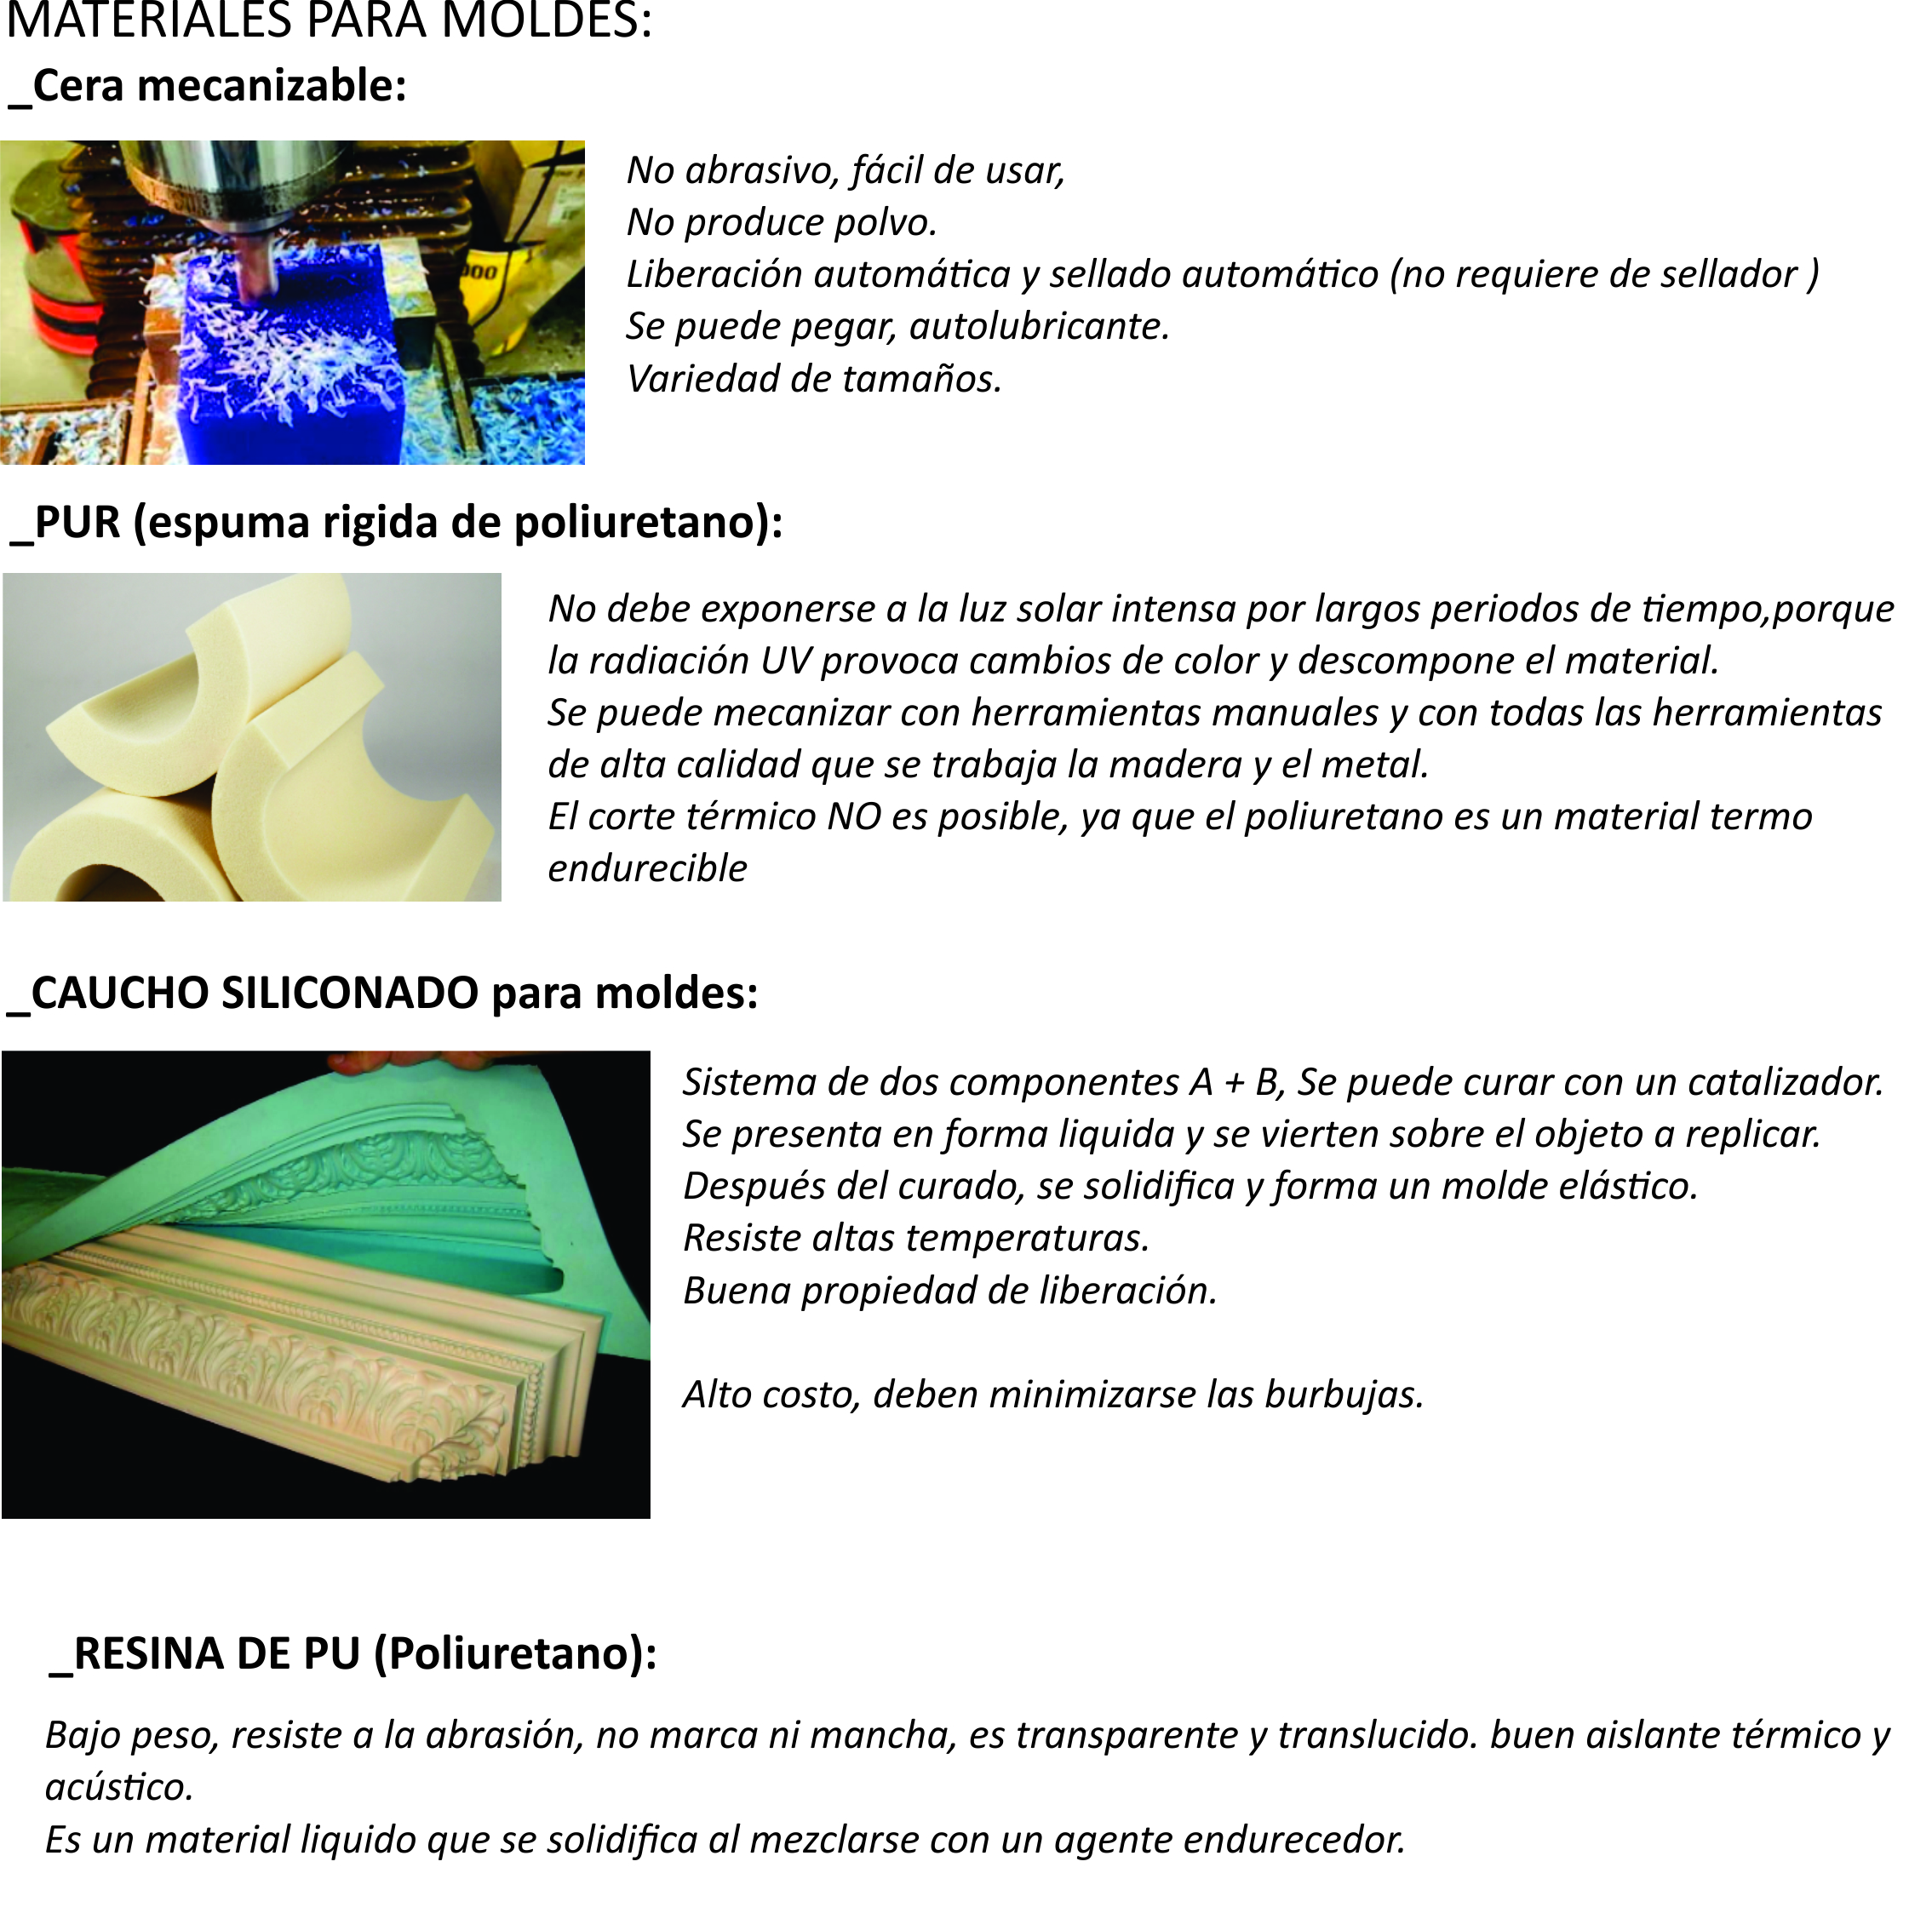 MATERIALES PARA MOLDES:
_Cera mecanizable:
No abrasivo, fácil de usar,
No produce polvo.
Liberación automática y sellado automático (no requiere de sellador )
Se puede pegar, autolubricante.
Variedad de tamaños.
000
_PUR (espuma rigida de poliuretano):
No debe exponerse a la luz solar intensa por largos periodos de tiempo,porque
la radiación UV provoca cambios de color y descompone el material.
Se puede mecanizar con herramientas manuales y con todas las herramientas
de alta calidad que se trabaja la madera y el metal.
El corte térmico NO es posible, ya que el poliuretano es un material termo
endurecible
_CAUCHO SILICONADO para moldes:
Sistema de dos componentes A + B, Se puede curar con un catalizador.
Se presenta en forma liquida y se vierten sobre el objeto a replicar.
Después del curado, se solidifica y forma un molde elástico.
Resiste altas temperaturas.
Buena propiedad de liberación.
Alto costo, deben minimizarse las burbujas.
_RESINA DE PU (Poliuretano):
Bajo peso, resiste a la abrasión, no marca ni mancha, es transparente y translucido. buen aislante térmico y
acústico.
Es un material liquido que se solidifica al mezclarse con un agente endurecedor.